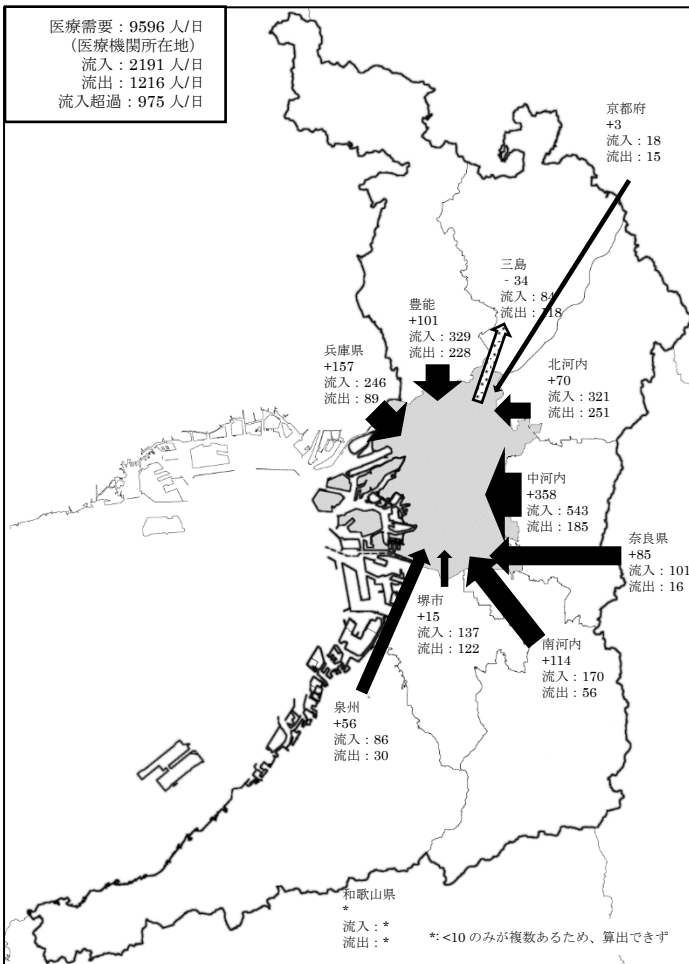 医療需要：9596 人/日
（医療機関所在地）
流入：2191 人/日
流出：1216 人/日
流入超過：975 人/日
京都府
+3
流入：18
流出：15
三島
‐34
流入：84
流出：118
豊能
+101
流入：329
流出：228
兵庫県
+157
流入：246
流出：89
北河内
+70
流入：321
流出：251
中河内
+358
流入：543
流出：185
奈良県
+85
流入：101
流出：16
堺市
+15
流入：137
流出：122
南河内
+114
流入：170
流出：56
泉州
+56
流入：86
流出：30
和歌山県
*
流入：*
流出：*
*: <10 のみが複数あるため、算出できず